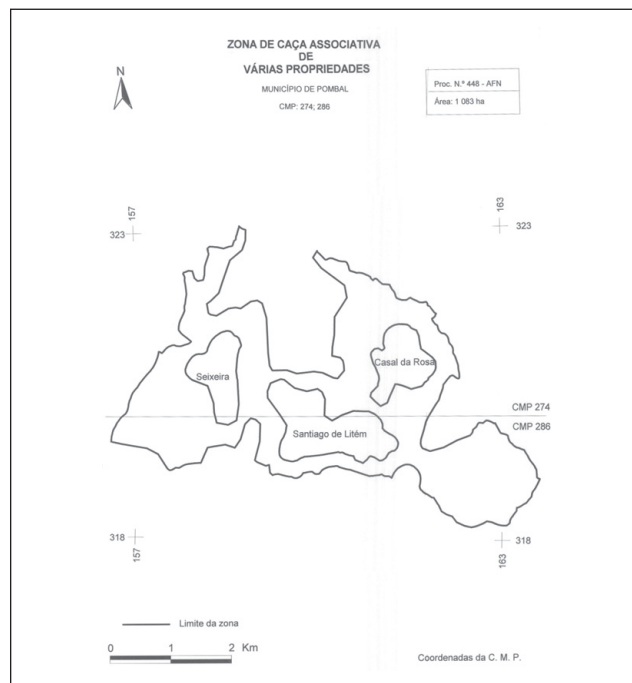 ZONA DE CAÇA ASSOCIATIVA
DE
VÁRIAS PROPRIEDADES
MUNICÍPIO DE POMBAL
CMP: 274; 286
N
Proc. N.º 448 - AFN
Área: 1 083 ha
157
163
323
323
Casal da Rosa
Seixeira
CMP 274
CMP 286
Santiago de Litém
318
318
157
163
Limite da zona
0 1 2 Km
Coordenadas da C. M. P.